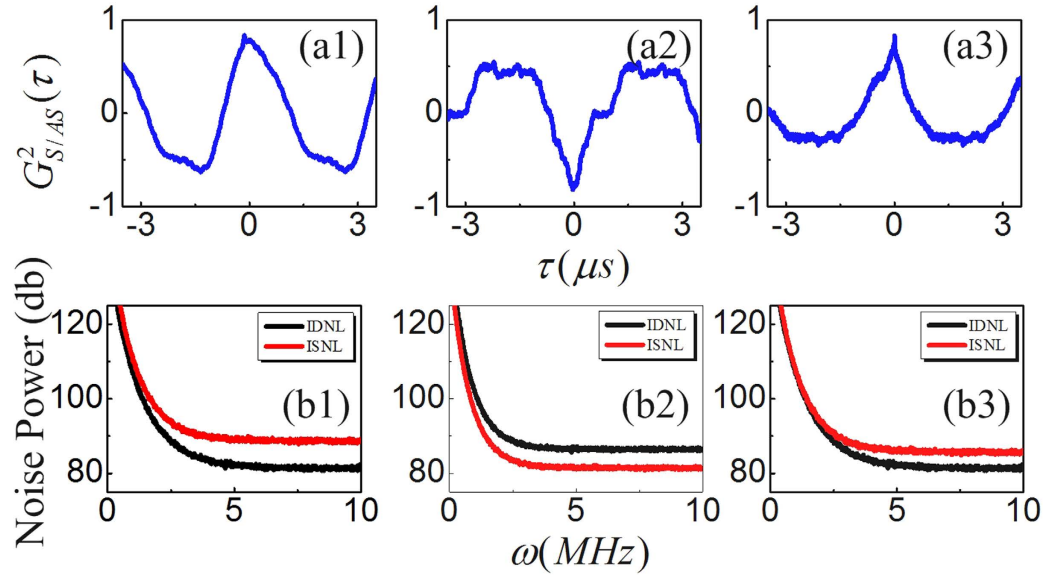 1
0
-1
-3
0
3
(a1)
G²S/AS(τ)
1
0
-1
-3
0
3
(a2)
1
0
-1
-3
0
3
(a3)
τ(μs)
Noise Power (db)
120
100
80
0
5
10
IDNL
ISNL
(b1)
120
100
80
0
5
10
IDNL
ISNL
(b2)
120
100
80
0
5
10
IDNL
ISNL
(b3)
ω(MHz)